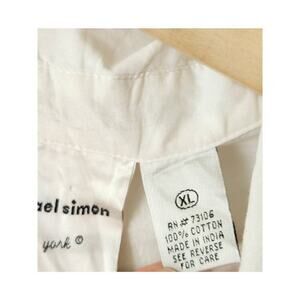 ael simon
york ©
XL
RN# 73106
100% COTTON
MADE IN INDIA
SEE REVERSE
FOR CARE